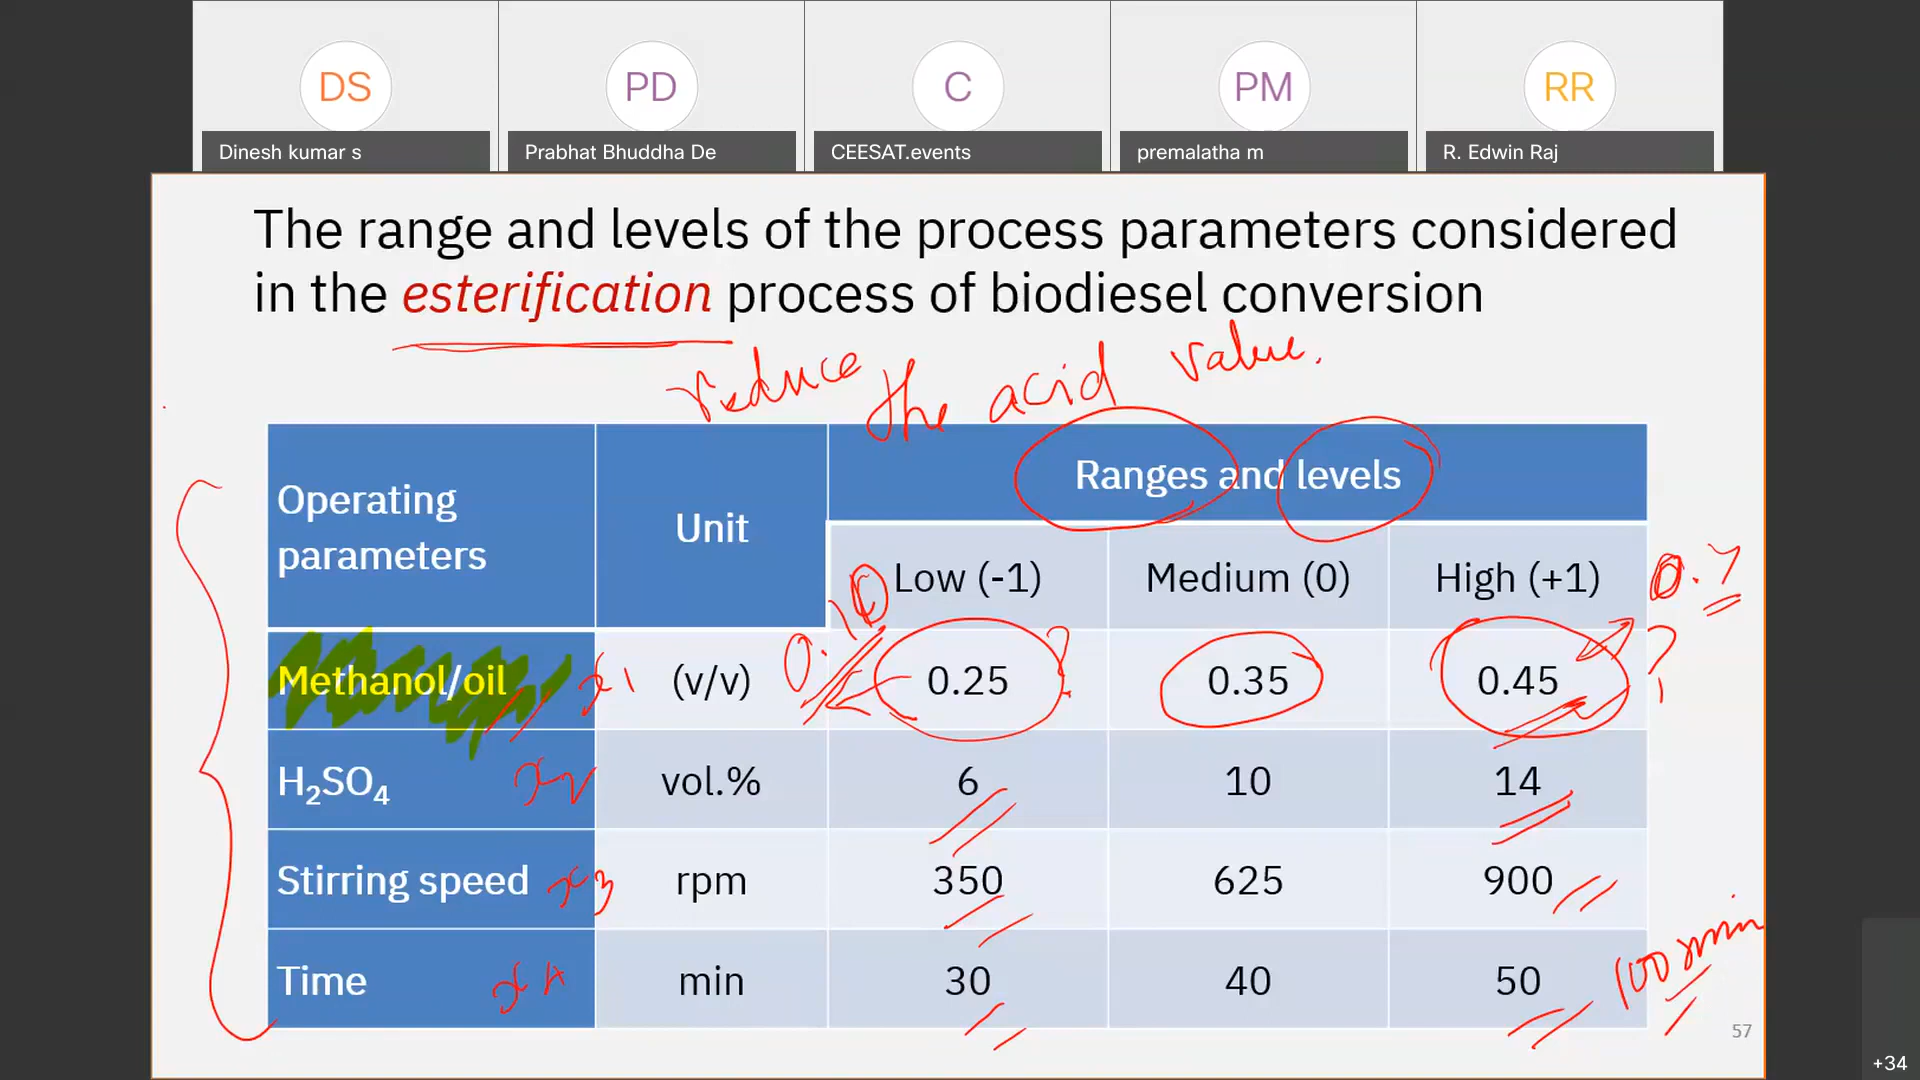 DS PD C PM RR
Dinesh kumar s Prabhat Bhuddha De CEESAT.events premalatha m R. Edwin Raj
The range and levels of the process parameters considered
in the esterification process of biodiesel conversion
reduce the acid value.
Operating parameters Unit Ranges and levels
Low (-1) Medium (0) High (+1) 0.7
Methanol/oil x1 (v/v) 0.10 0.25 ? 0.35 0.45 ?
H₂SO₄ x2 vol.% 6 10 14
Stirring speed x3 rpm 350 625 900
Time x4 min 30 40 50 100 min
57
+34